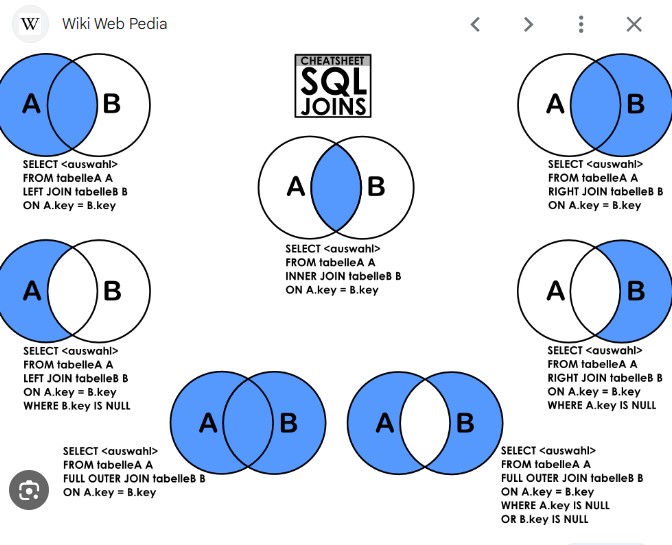 W Wiki Web Pedia
CHEATSHEET
SQL
JOINS
A B
SELECT <auswahl>
FROM tabelleA A
LEFT JOIN tabelleB B
ON A.key = B.key
A B
SELECT <auswahl>
FROM tabelleA A
INNER JOIN tabelleB B
ON A.key = B.key
A B
SELECT <auswahl>
FROM tabelleA A
RIGHT JOIN tabelleB B
ON A.key = B.key
A B
SELECT <auswahl>
FROM tabelleA A
LEFT JOIN tabelleB B
ON A.key = B.key
WHERE B.key IS NULL
A B
SELECT <auswahl>
FROM tabelleA A
RIGHT JOIN tabelleB B
ON A.key = B.key
WHERE A.key IS NULL
A B
SELECT <auswahl>
FROM tabelleA A
FULL OUTER JOIN tabelleB B
ON A.key = B.key
A B
SELECT <auswahl>
FROM tabelleA A
FULL OUTER JOIN tabelleB B
ON A.key = B.key
WHERE A.key IS NULL
OR B.key IS NULL